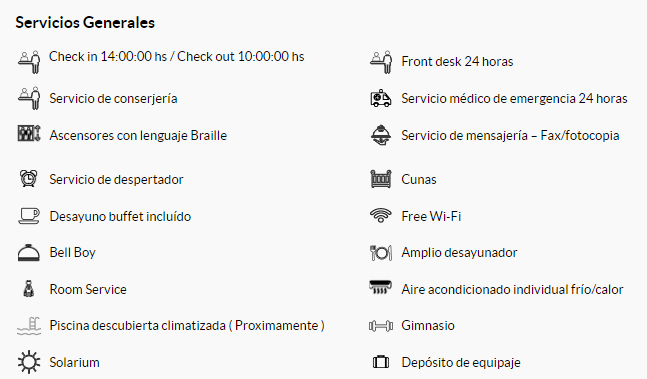 Servicios Generales
Check in 14:00:00 hs / Check out 10:00:00 hs
Front desk 24 horas
Servicio de conserjería
Servicio médico de emergencia 24 horas
Ascensores con lenguaje Braille
Servicio de mensajería – Fax/fotocopia
Servicio de despertador
Cunas
Desayuno buffet incluído
Free Wi-Fi
Bell Boy
Amplio desayunador
Room Service
Aire acondicionado individual frío/calor
Piscina descubierta climatizada ( Proximamente )
Gimnasio
Solarium
Depósito de equipaje